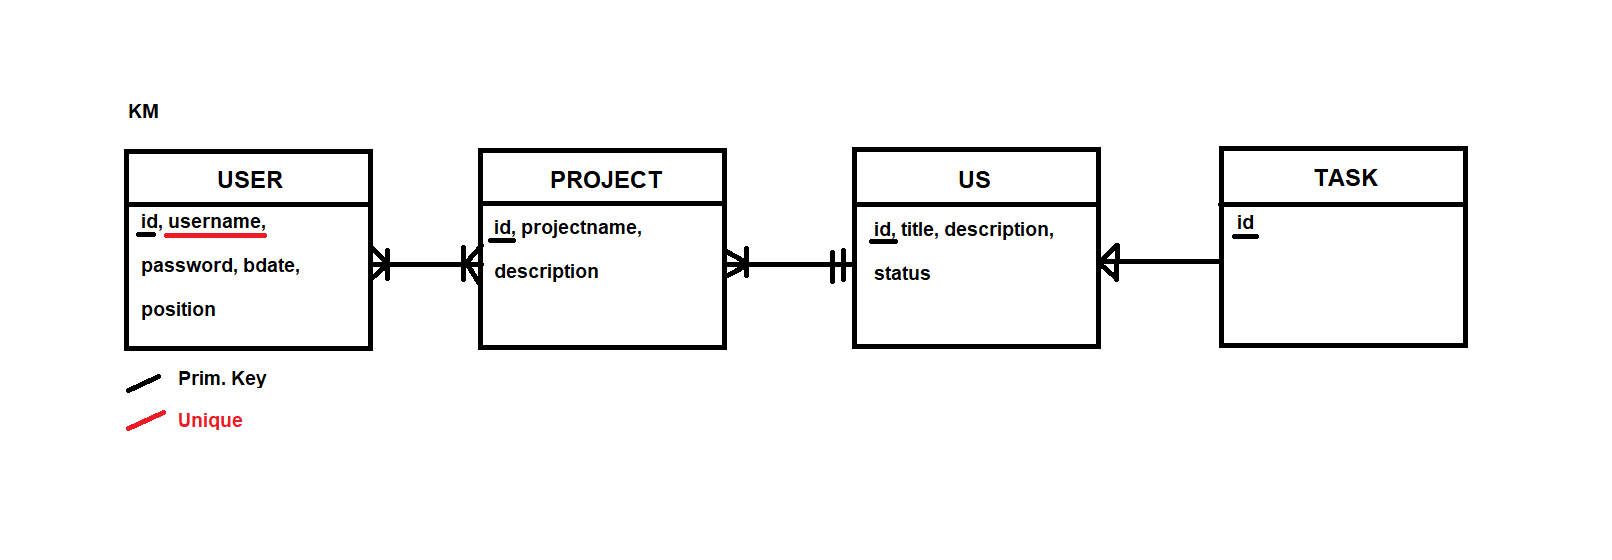 KM
USER
id, username,
password, bdate,
position
PROJECT
id, projectname,
description
US
id, title, description,
status
TASK
id
Prim. Key
Unique